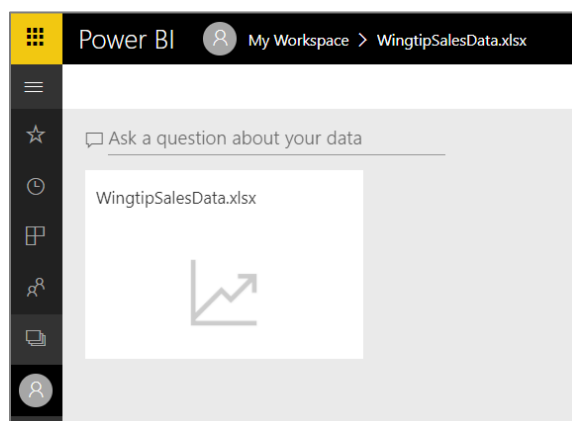 Power BI My Workspace > WingtipSalesData.xlsx
Ask a question about your data
WingtipSalesData.xlsx